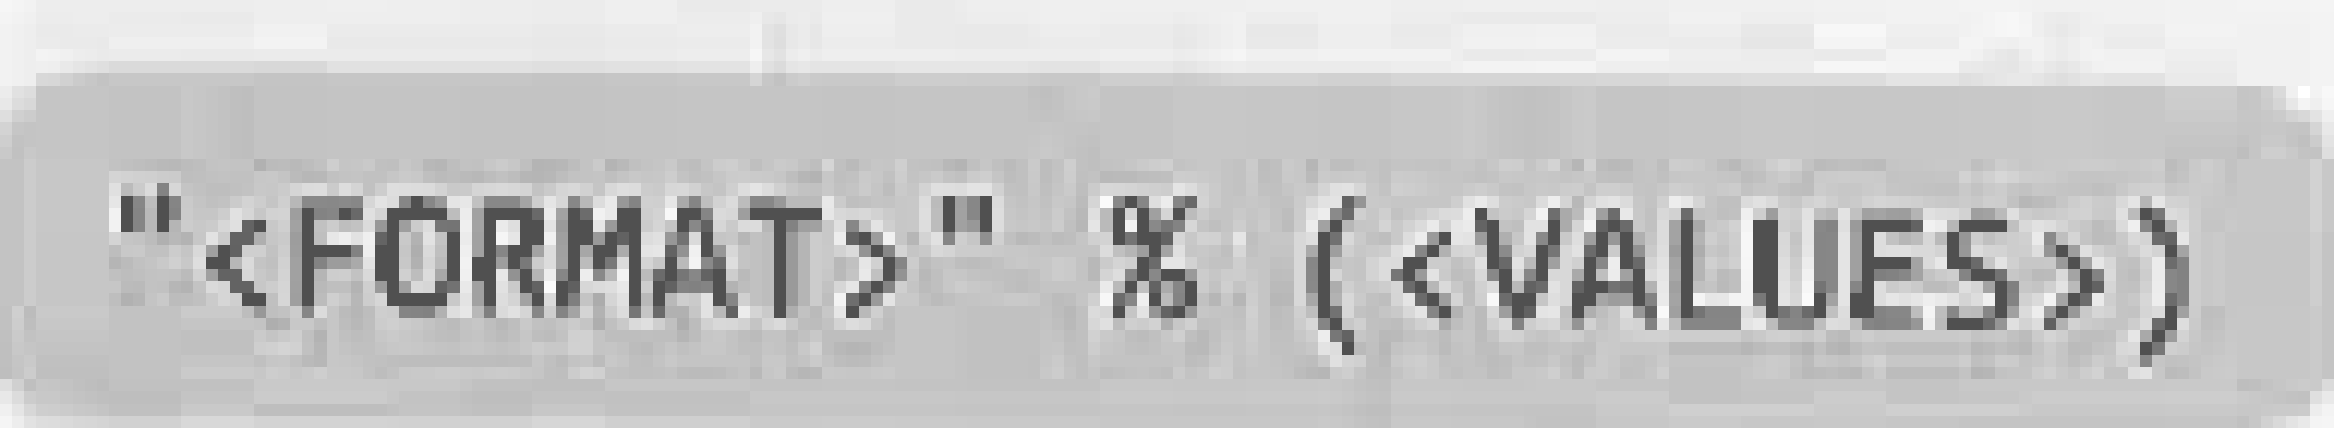 "<FORMAT>" % (<VALUES>)